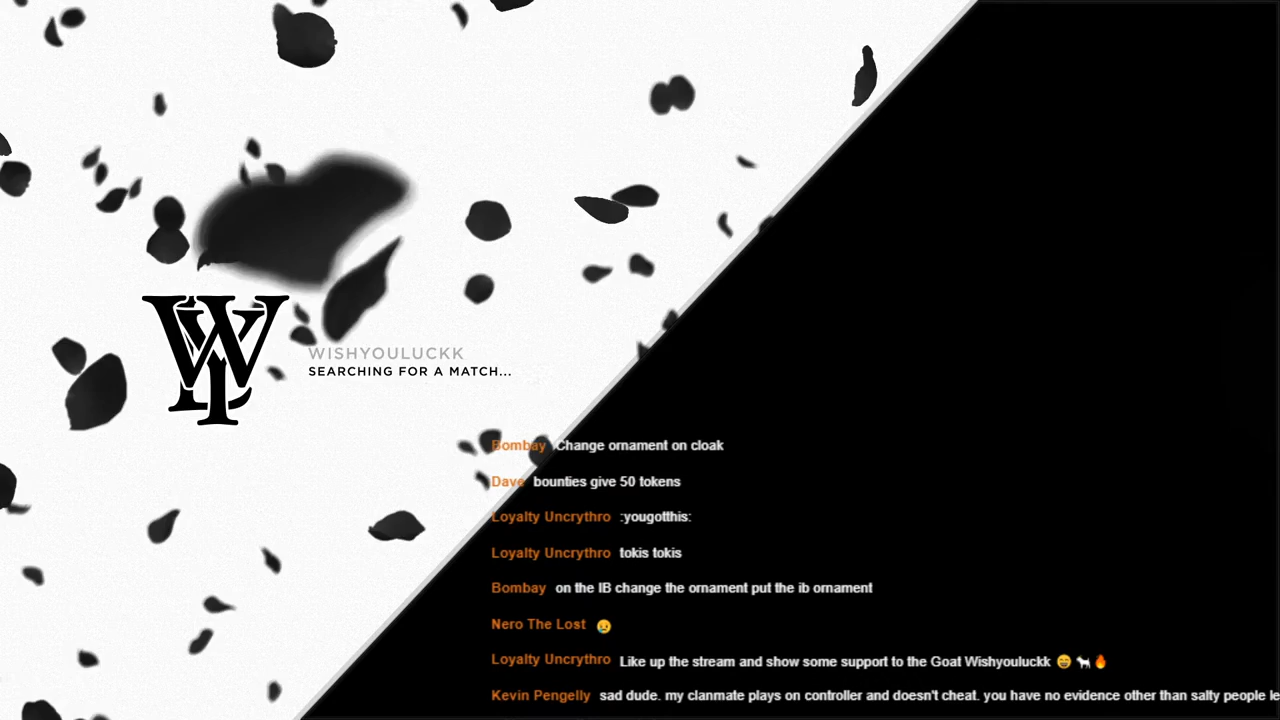 WISHYOULUCKK
SEARCHING FOR A MATCH...
Bombay Change ornament on cloak
Dave bounties give 50 tokens
Loyalty Uncrythro :yougotthis:
Loyalty Uncrythro tokis tokis
Bombay on the IB change the ornament put the ib ornament
Nero The Lost 😥
Loyalty Uncrythro Like up the stream and show some support to the Goat Wishyouluckk 😄 🐐 🔥
Kevin Pengelly sad dude. my clanmate plays on controller and doesn't cheat. you have no evidence other than salty people le